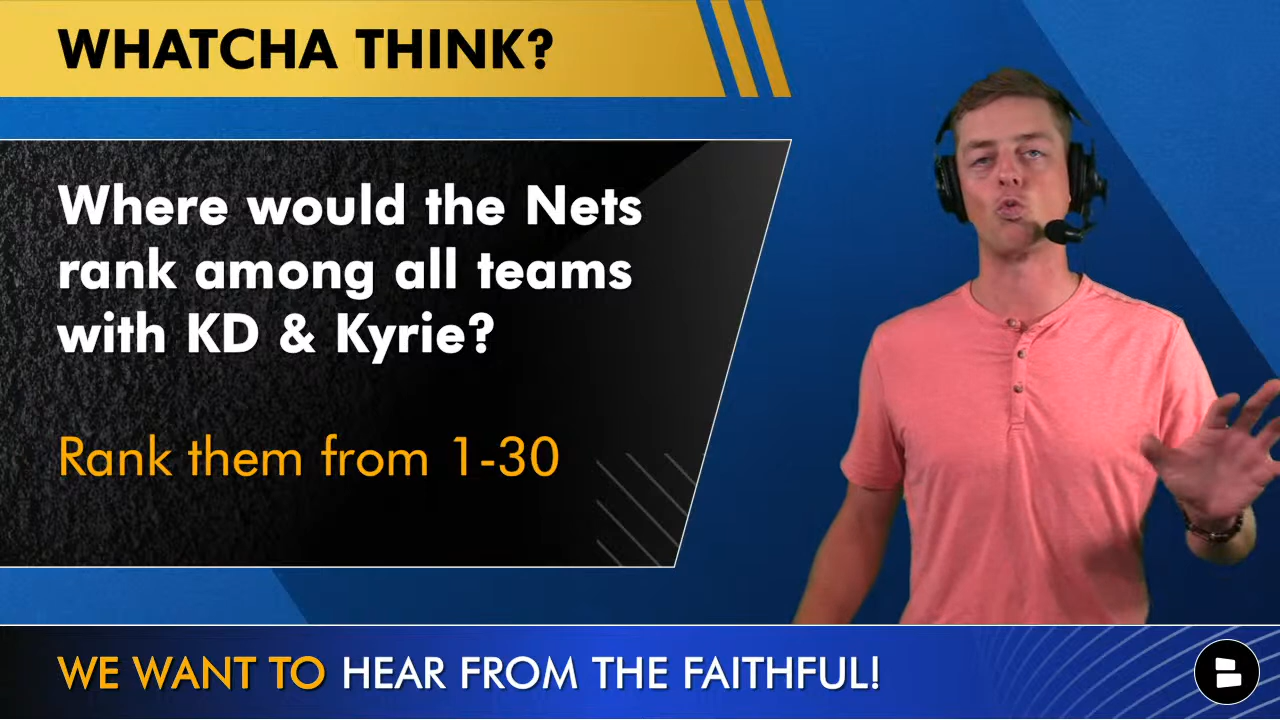 WHATCHA THINK?
Where would the Nets
rank among all teams
with KD & Kyrie?
Rank them from 1-30
WE WANT TO HEAR FROM THE FAITHFUL!